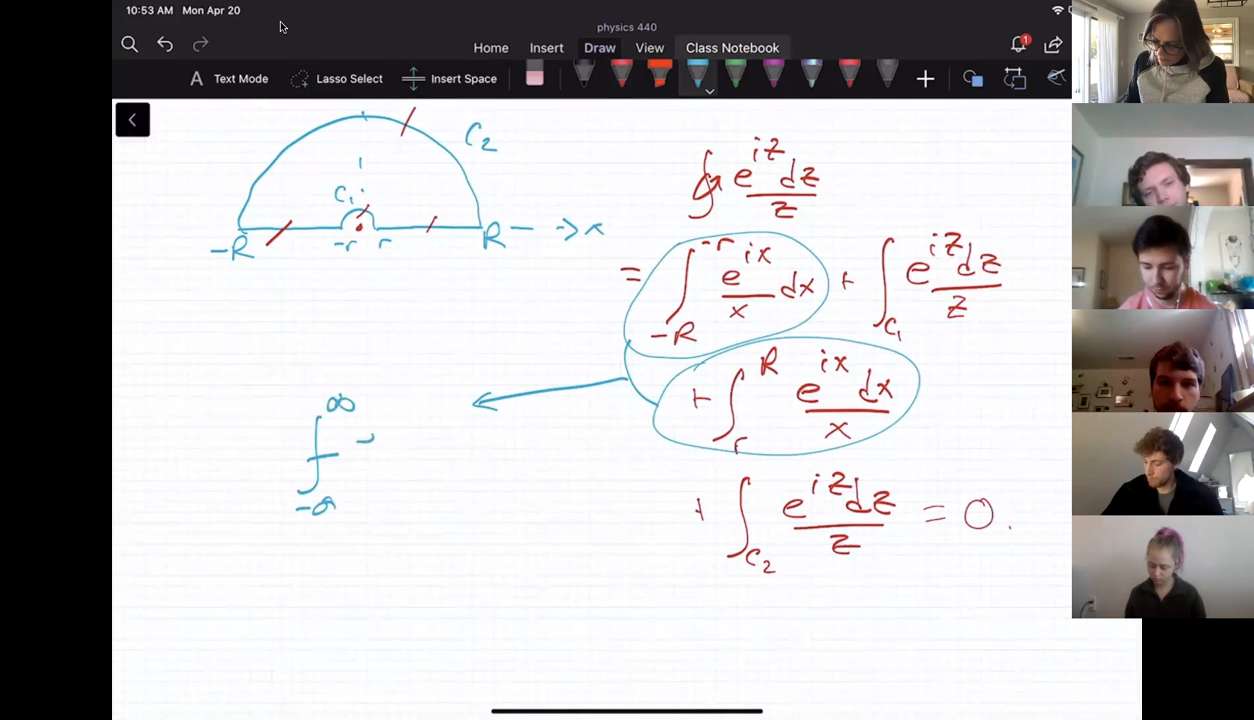 10:53 AM Mon Apr 20
physics 440
Home Insert Draw View Class Notebook
1
A Text Mode Lasso Select Insert Space
C₂
C₁
-R -r r R → x
∮ e^{iz}dz/z
= ∫_{-R}^{-r} e^{ix}/x dx + ∫_{C₁} e^{iz}dz/z
+ ∫_{r}^{R} e^{ix}dx/x
∞
⨍
-∞
+ ∫_{C₂} e^{iz}dz/z = 0.